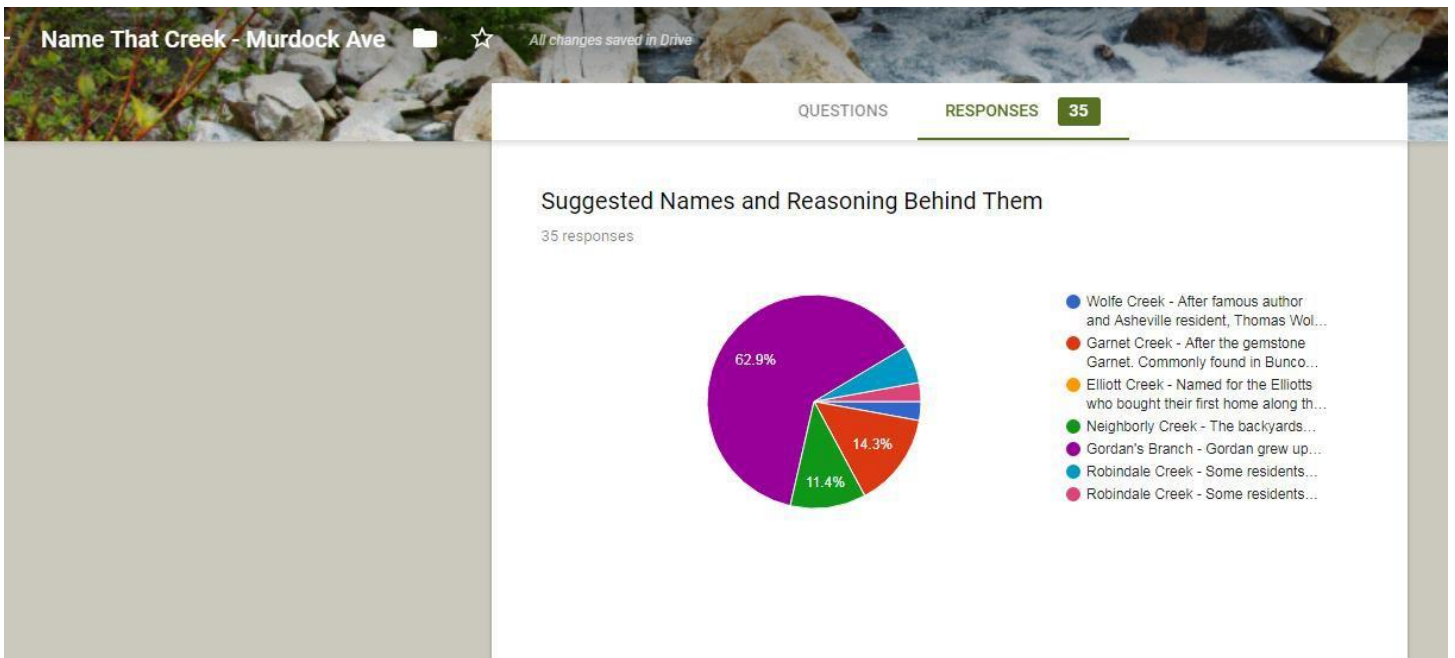 Name That Creek - Murdock Ave
All changes saved in Drive
QUESTIONS
RESPONSES
35
Suggested Names and Reasoning Behind Them
35 responses
62.9%
14.3%
11.4%
Wolfe Creek - After famous author
and Asheville resident, Thomas Wol...
Garnet Creek - After the gemstone
Garnet. Commonly found in Bunco...
Elliott Creek - Named for the Elliotts
who bought their first home along th...
Neighborly Creek - The backyards...
Gordan's Branch - Gordan grew up...
Robindale Creek - Some residents...
Robindale Creek - Some residents...